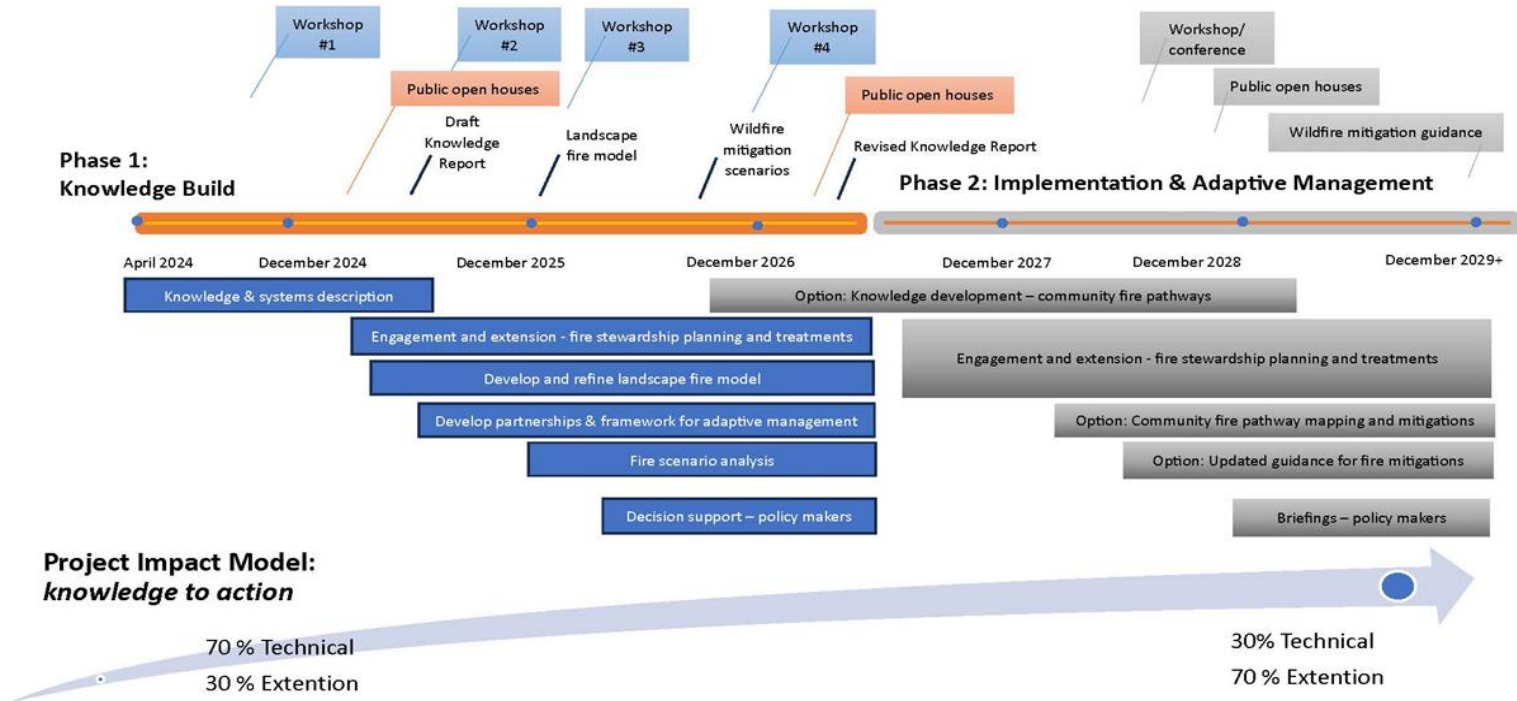 Workshop
#1
Workshop
#2
Workshop
#3
Workshop
#4
Workshop/
conference
Public open houses
Public open houses
Public open houses
Wildfire mitigation guidance
Draft
Knowledge
Report
Landscape
fire model
Wildfire
mitigation
scenarios
Revised Knowledge Report
Phase 1:
Knowledge Build
Phase 2: Implementation & Adaptive Management
April 2024
December 2024
December 2025
December 2026
December 2027
December 2028
December 2029+
Knowledge & systems description
Option: Knowledge development – community fire pathways
Engagement and extension - fire stewardship planning and treatments
Engagement and extension - fire stewardship planning and treatments
Develop and refine landscape fire model
Develop partnerships & framework for adaptive management
Option: Community fire pathway mapping and mitigations
Fire scenario analysis
Option: Updated guidance for fire mitigations
Decision support – policy makers
Briefings – policy makers
Project Impact Model:
knowledge to action
70 % Technical
30 % Extention
30% Technical
70 % Extention